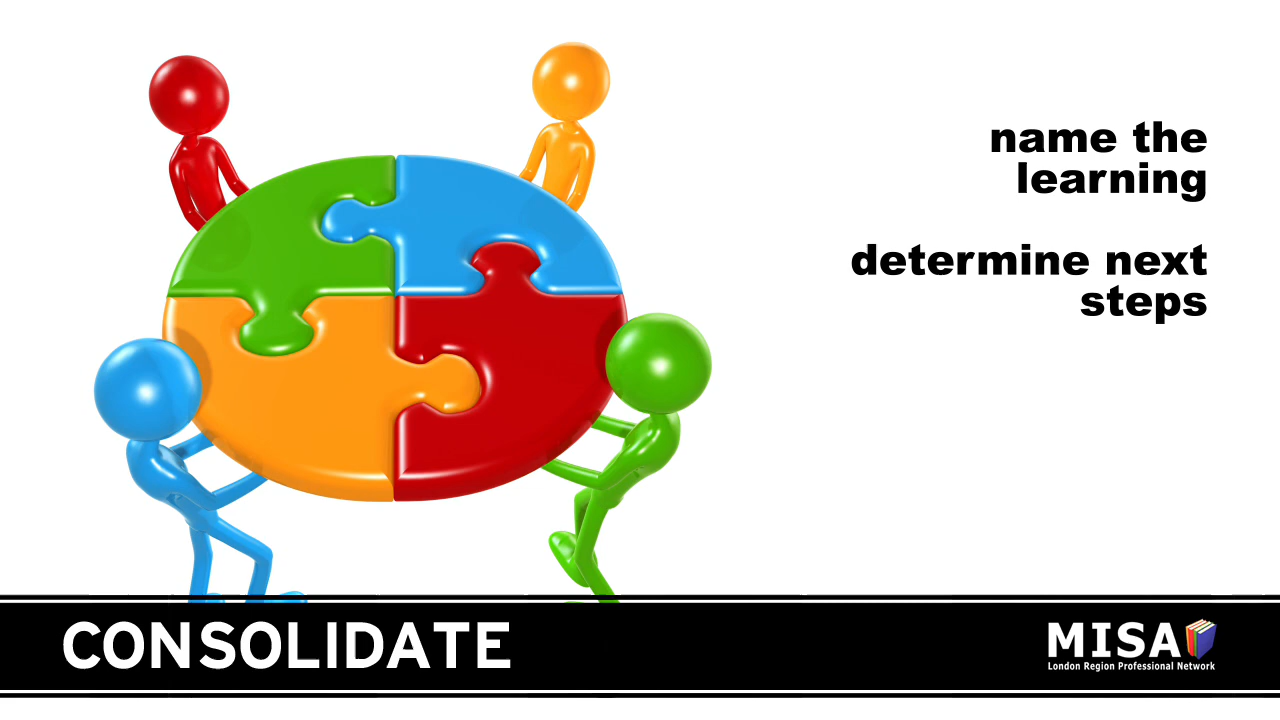 name the
learning
determine next
steps
CONSOLIDATE
MISA
London Region Professional Network